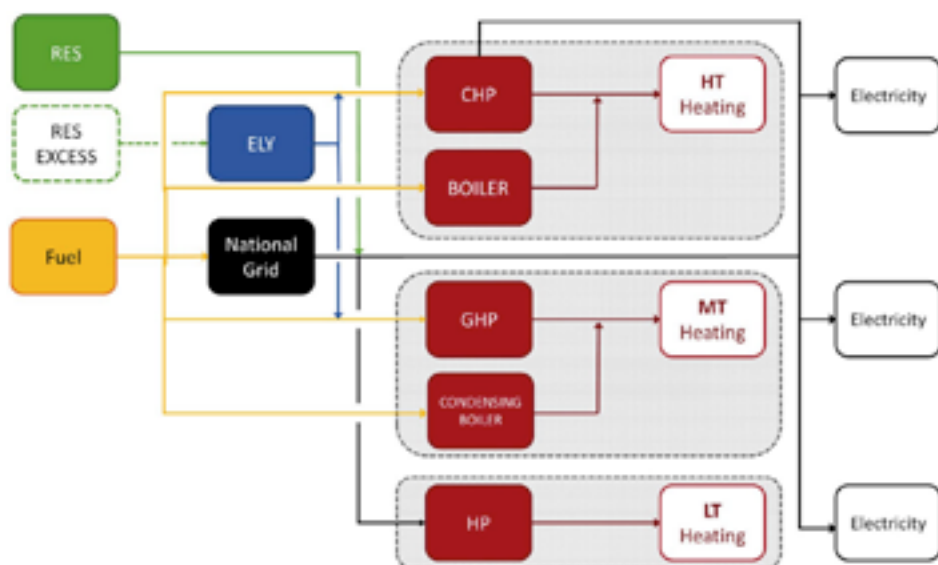 RES
CHP
HT
Heating
Electricity
RES
EXCESS
ELY
BOILER
Fuel
National
Grid
GHP
MT
Heating
Electricity
CONDENSING
BOILER
HP
LT
Heating
Electricity